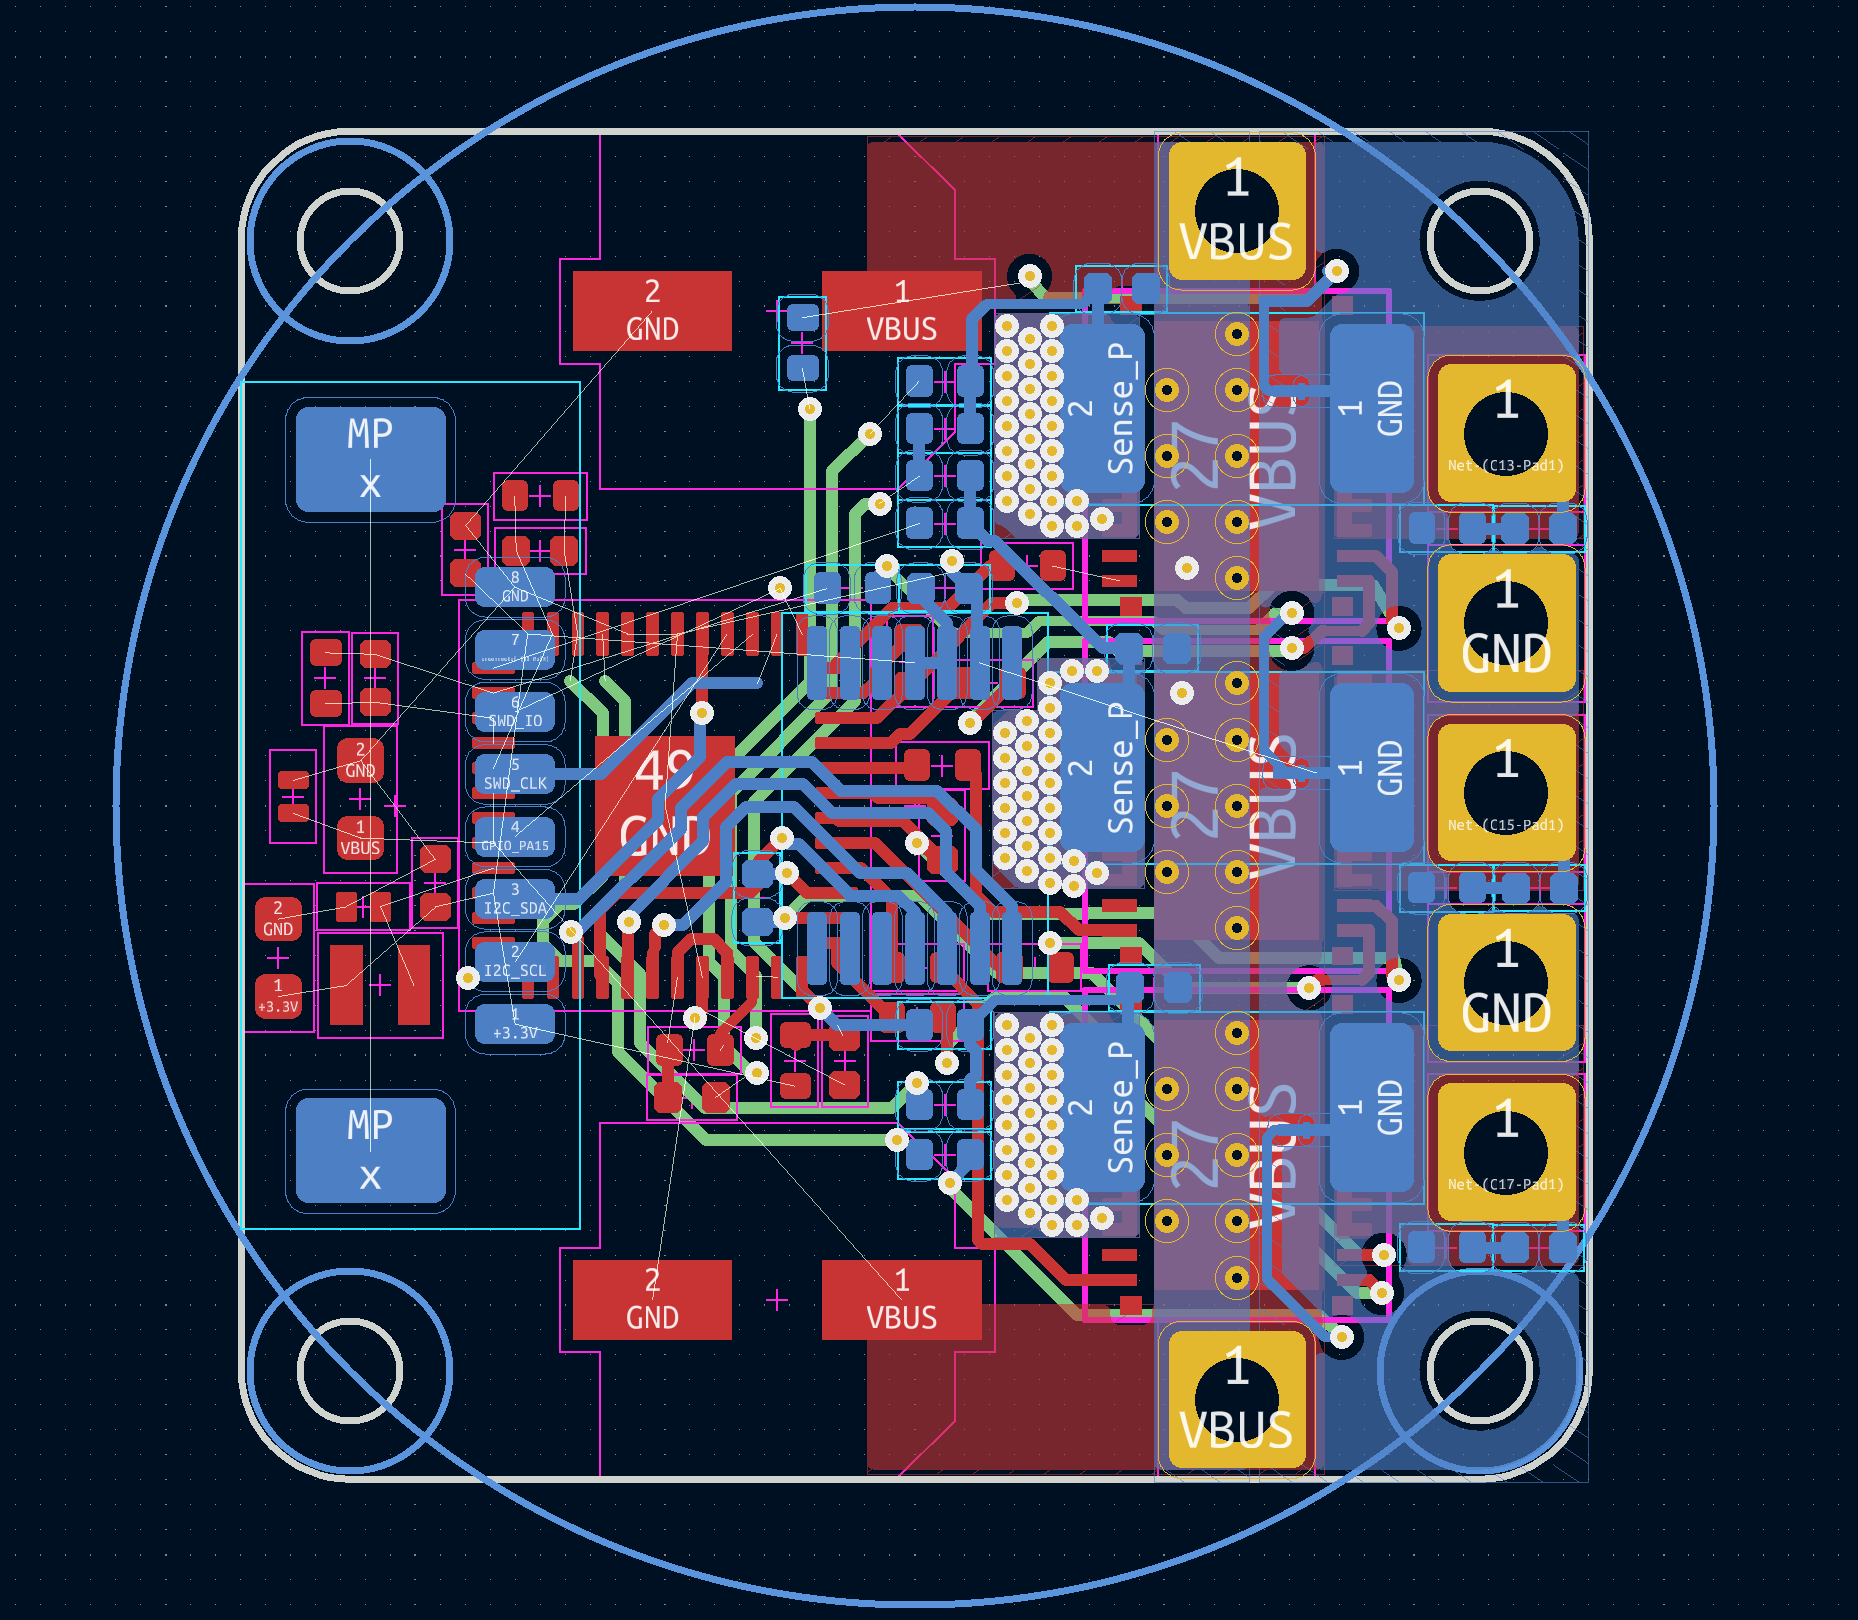 1
VBUS
2
GND
1
VBUS
2
Sense_P
27
VBUS
1
GND
1
Net-(C13-Pad1)
MP
x
8
GND
7
6
SWD_IO
5
SWD_CLK
4
GPIO_PA15
3
I2C_SDA
2
I2C_SCL
1
+3.3V
1
GND
2
GND
1
VBUS
49
GND
2
Sense_P
27
VBUS
1
GND
1
Net-(C15-Pad1)
2
GND
1
+3.3V
1
GND
MP
x
2
Sense_P
27
VBUS
1
GND
1
Net-(C17-Pad1)
2
GND
1
VBUS
1
VBUS